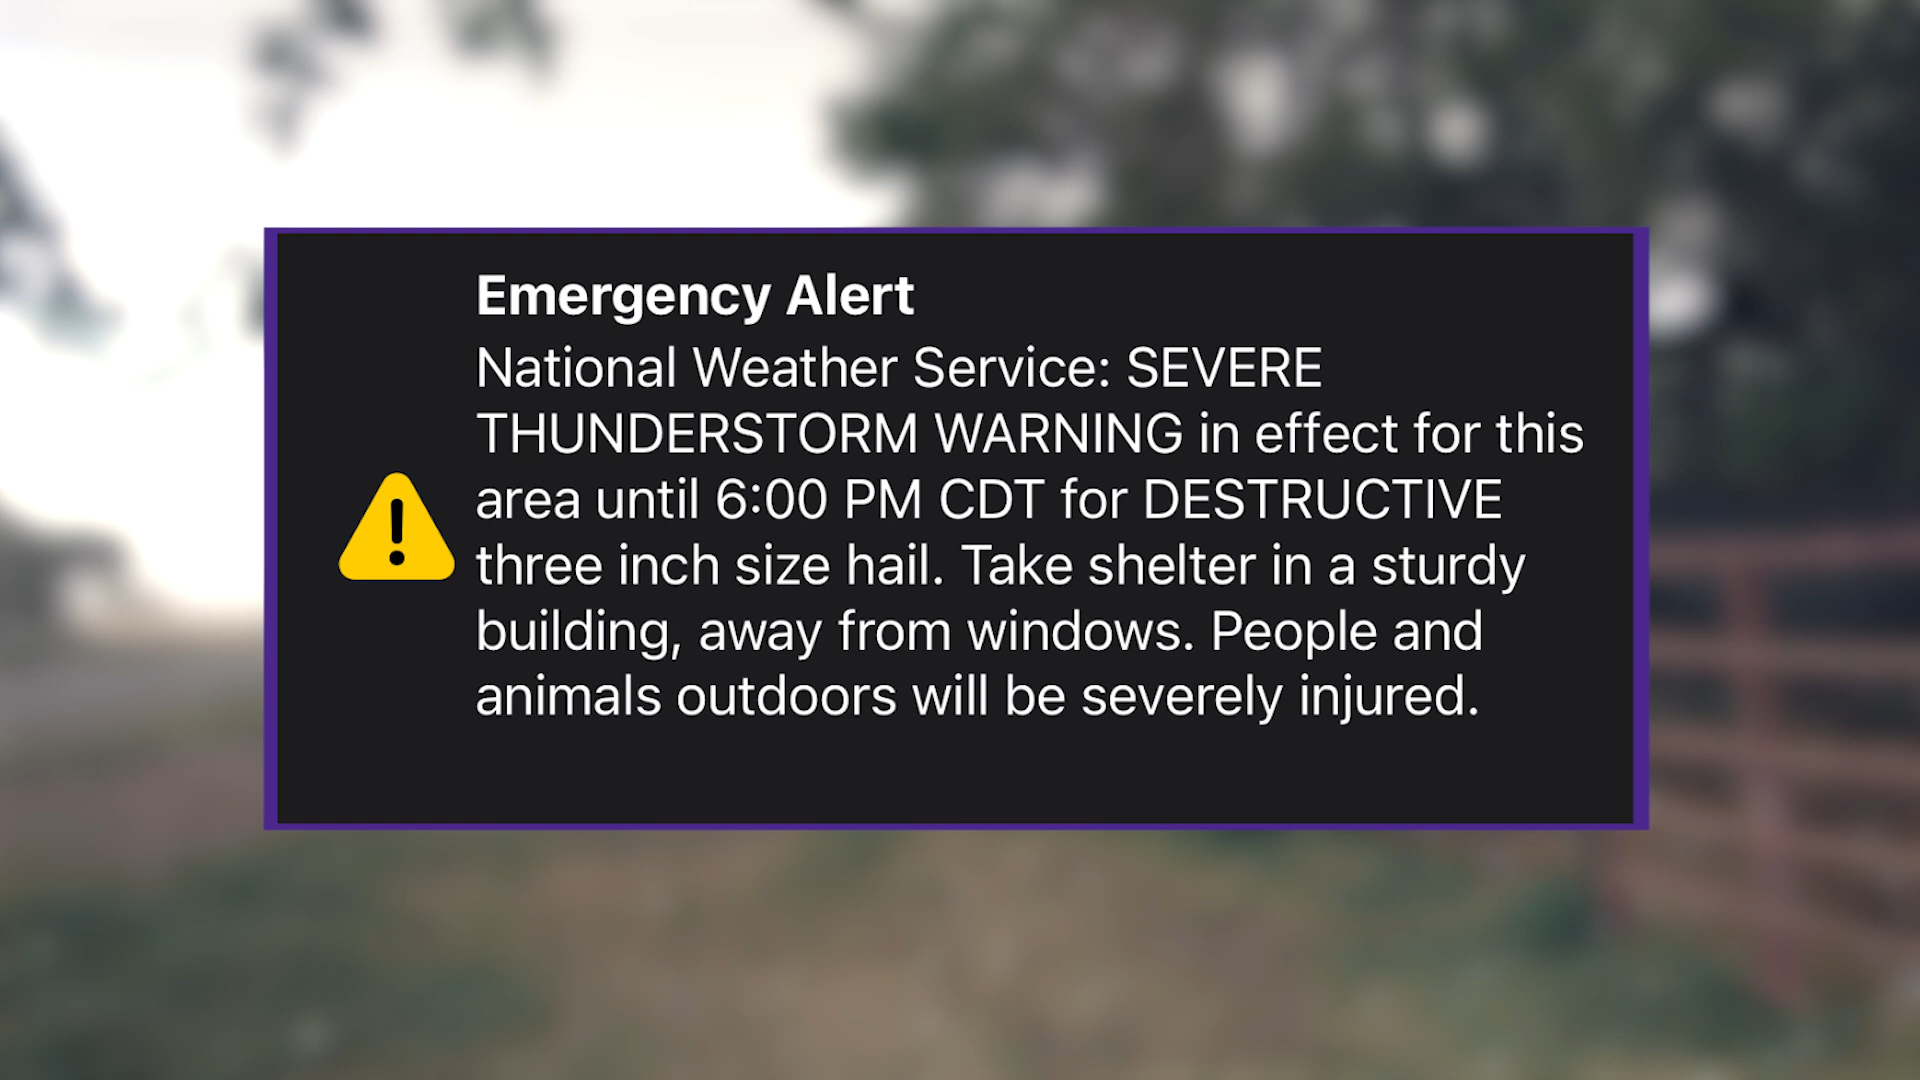 Emergency Alert
National Weather Service: SEVERE
THUNDERSTORM WARNING in effect for this
area until 6:00 PM CDT for DESTRUCTIVE
three inch size hail. Take shelter in a sturdy
building, away from windows. People and
animals outdoors will be severely injured.